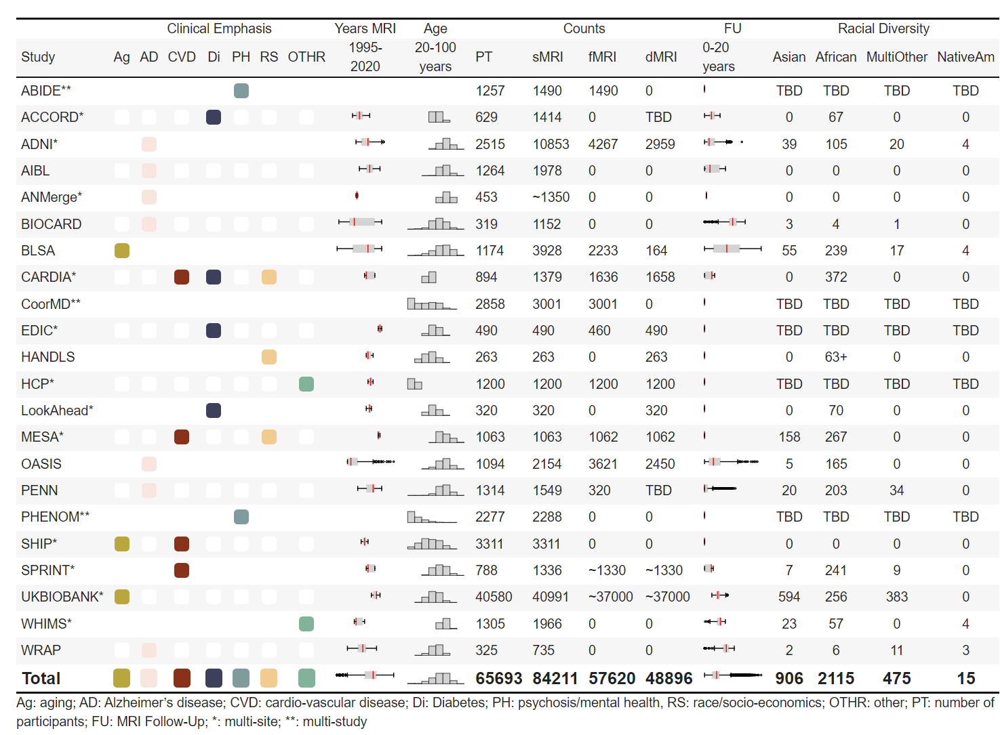 Clinical Emphasis Years MRI Age Counts FU Racial Diversity
Study Ag AD CVD Di PH RS OTHR 1995-2020 20-100 years PT sMRI fMRI dMRI 0-20 years Asian African MultiOther NativeAm
ABIDE** 1257 1490 1490 0 TBD TBD TBD TBD
ACCORD* 629 1414 0 TBD 0 67 0 0
ADNI* 2515 10853 4267 2959 39 105 20 4
AIBL 1264 1978 0 0 0 0 0 0
ANMerge* 453 ~1350 0 0 0 0 0 0
BIOCARD 319 1152 0 0 3 4 1 0
BLSA 1174 3928 2233 164 55 239 17 4
CARDIA* 894 1379 1636 1658 0 372 0 0
CoorMD** 2858 3001 3001 0 TBD TBD TBD TBD
EDIC* 490 490 460 490 TBD TBD TBD TBD
HANDLS 263 263 0 263 0 63+ 0 0
HCP* 1200 1200 1200 1200 TBD TBD TBD TBD
LookAhead* 320 320 0 320 0 70 0 0
MESA* 1063 1063 1062 1062 158 267 0 0
OASIS 1094 2154 3621 2450 5 165 0 0
PENN 1314 1549 320 TBD 20 203 34 0
PHENOM** 2277 2288 0 0 TBD TBD TBD TBD
SHIP* 3311 3311 0 0 0 0 0 0
SPRINT* 788 1336 ~1330 ~1330 7 241 9 0
UKBIOBANK* 40580 40991 ~37000 ~37000 594 256 383 0
WHIMS* 1305 1966 0 0 23 57 0 4
WRAP 325 735 0 0 2 6 11 3
Total 65693 84211 57620 48896 906 2115 475 15
Ag: aging; AD: Alzheimer's disease; CVD: cardio-vascular disease; Di: Diabetes; PH: psychosis/mental health, RS: race/socio-economics; OTHR: other; PT: number of
participants; FU: MRI Follow-Up; *: multi-site; **: multi-study